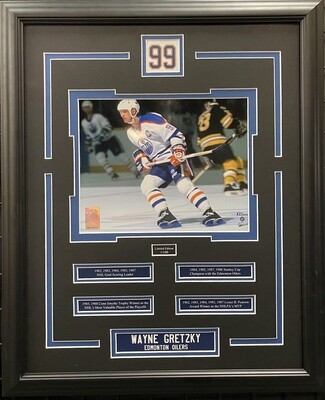 99
Limited Edition
1982, 1983, 1984, 1985, 1987
NHL Goal Scoring Leader
1984, 1985, 1987, 1988 Stanley Cup
Champion with the Edmonton Oilers
1985, 1988 Conn Smythe Trophy Winner as the
NHL's Most Valuable Player of the Playoffs
1982, 1983, 1984, 1985, 1987 Lester B. Pearson
Award Winner as the NHLPA's MVP
WAYNE GRETZKY
EDMONTON OILERS